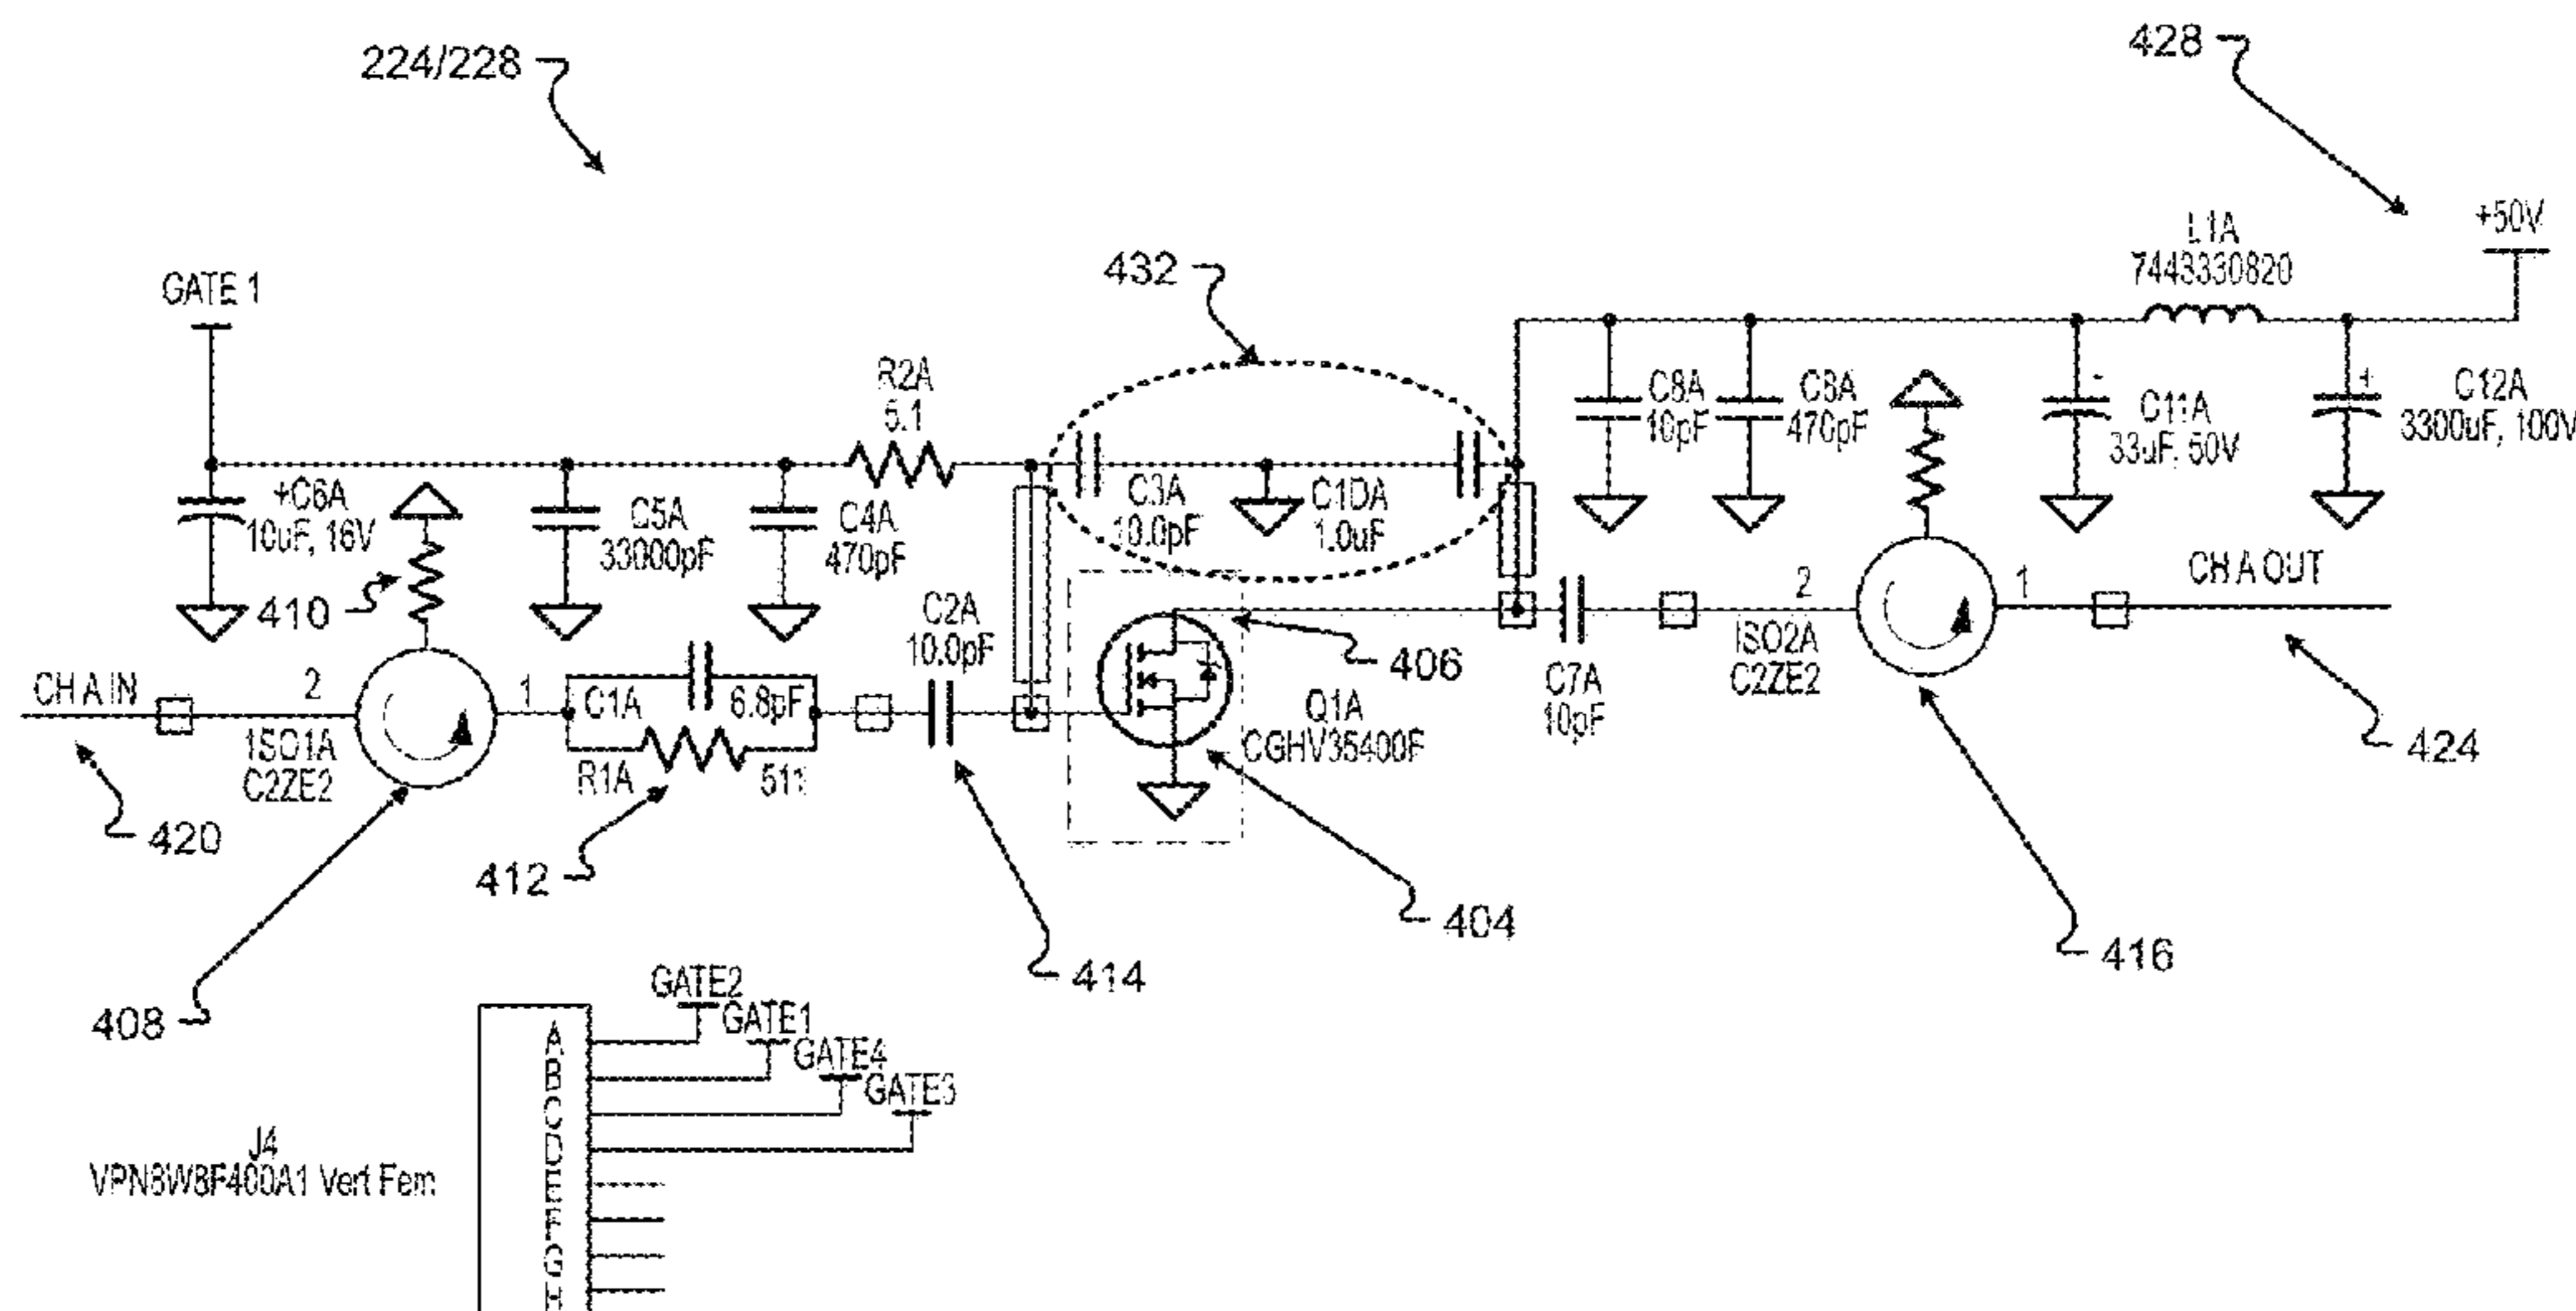 224/228
428
+50V
L1A
7443330820
432
GATE 1
R2A
5.1
C8A
10pF
C8A
470pF
C11A
33uF, 50V
C12A
3300uF, 100V
+C6A
10uF, 16V
C5A
33000pF
C4A
470pF
C3A
10.0pF
C1DA
1.0uF
410
C2A
10.0pF
CH A IN
2
1
ISO1A
C2ZE2
C1A
6.8pF
R1A
406
Q1A
CGHV35400F
C7A
10pF
2
1
ISO2A
C2ZE2
CH A OUT
424
420
412
404
416
414
408
GATE2
GATE1
GATE4
GATE3
A
B
C
D
E
F
G
H
J4
VPN8W8F400A1 Vert Fem